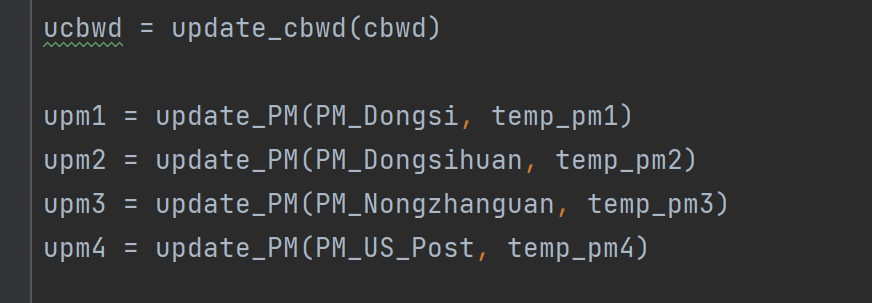 ucbwd = update_cbwd(cbwd)
upm1 = update_PM(PM_Dongsi, temp_pm1)
upm2 = update_PM(PM_Dongsihuan, temp_pm2)
upm3 = update_PM(PM_Nongzhanguan, temp_pm3)
upm4 = update_PM(PM_US_Post, temp_pm4)